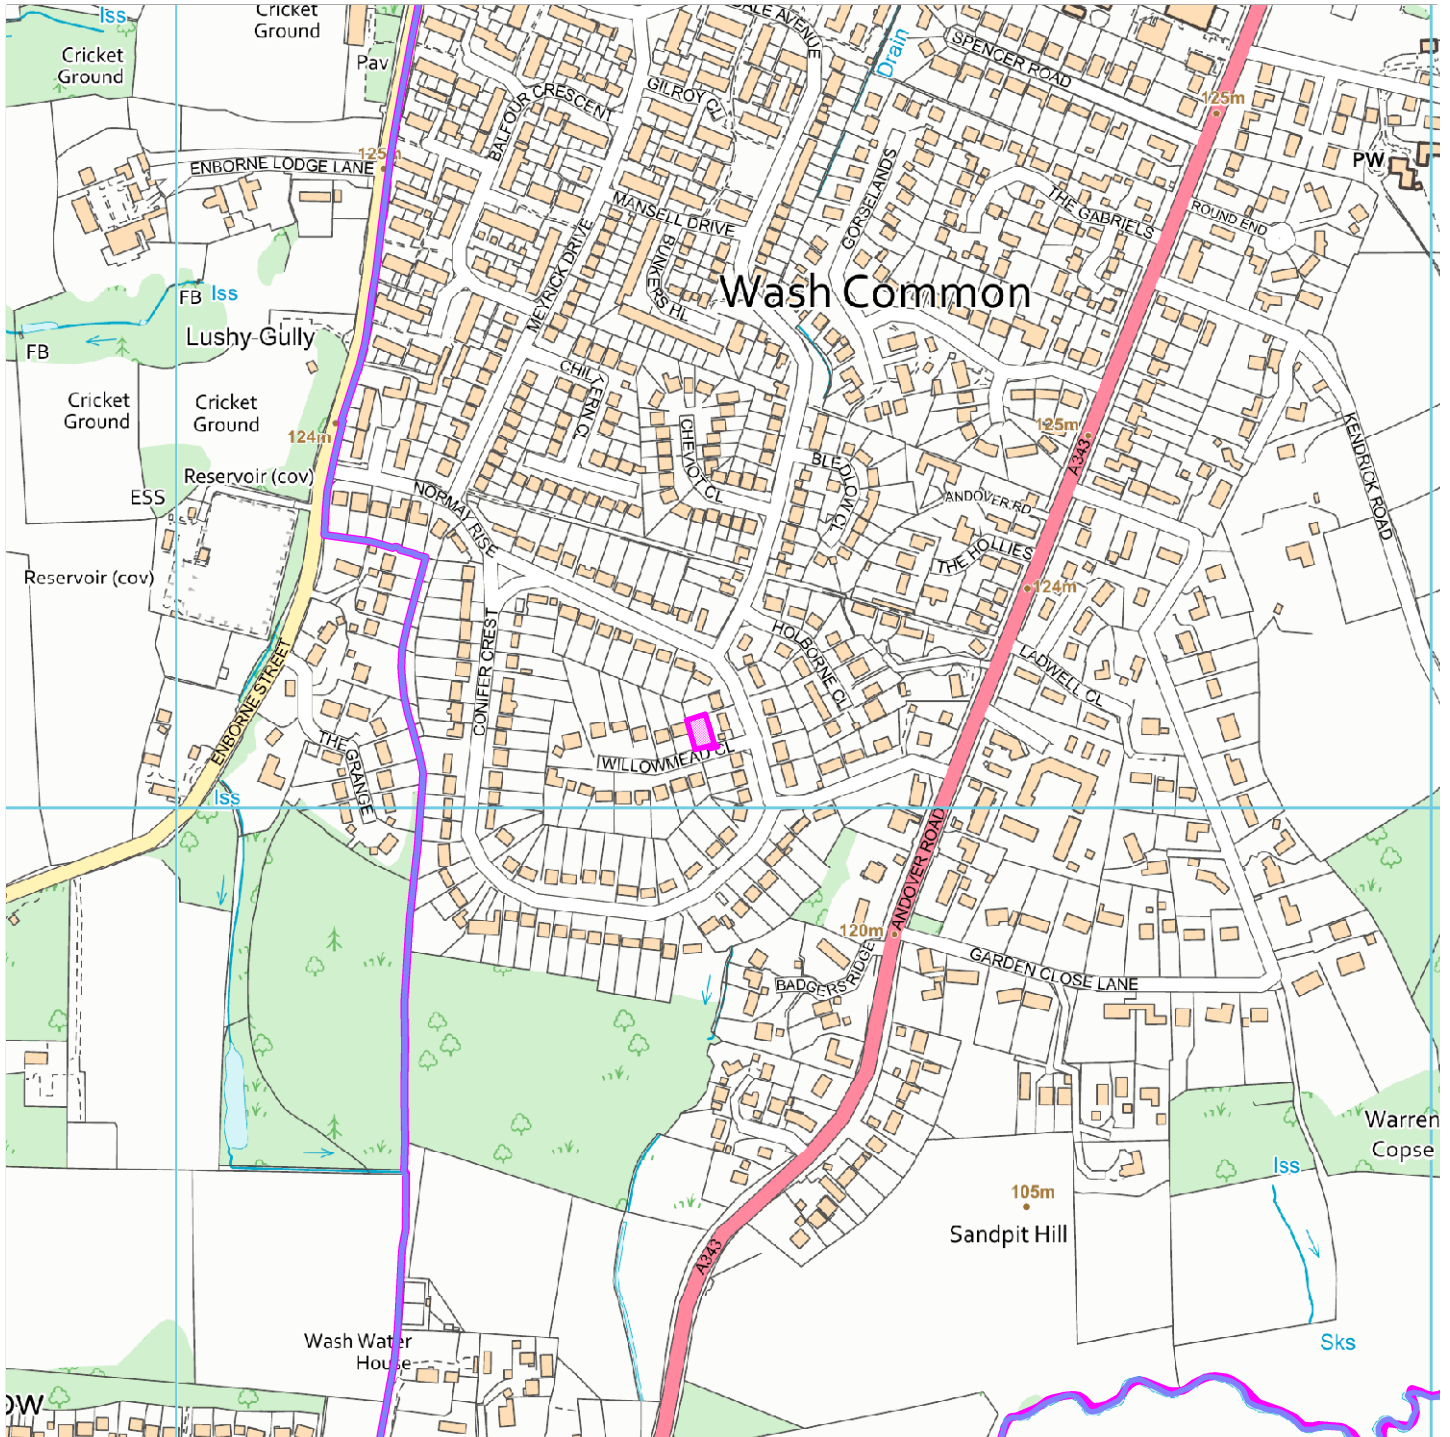 Iss
Cricket
Ground
Cricket
Ground
Pav
DALE AVENUE
Drain
SPENCER ROAD
BALFOUR CRESCENT
GILROY CL
125m
ENBORNE LODGE LANE
125m
PW
MANSELL DRIVE
GORSELANDS
THE GABRIELS
ROUND END
MEYRICK DRIVE
BUNKERS HL
Wash Common
FB
Iss
Lushy Gully
FB
CHILTERN CL
Cricket
Ground
Cricket
Ground
124m
CHEVIOT CL
125m
A343
KENDRICK ROAD
Reservoir (cov)
ESS
NORMAY RISE
BLEDLOW CL
ANDOVER RD
THE HOLLIES
Reservoir (cov)
124m
CONIFER CREST
HOLBORNE CL
LADWELL CL
ENBORNE STREET
THE GRANGE
WILLOWMEAD CL
Iss
ANDOVER ROAD
120m
BADGERS RIDGE
GARDEN CLOSE LANE
Warren
Copse
Iss
105m
Sandpit Hill
A343
Wash Water
House
Sks
OW